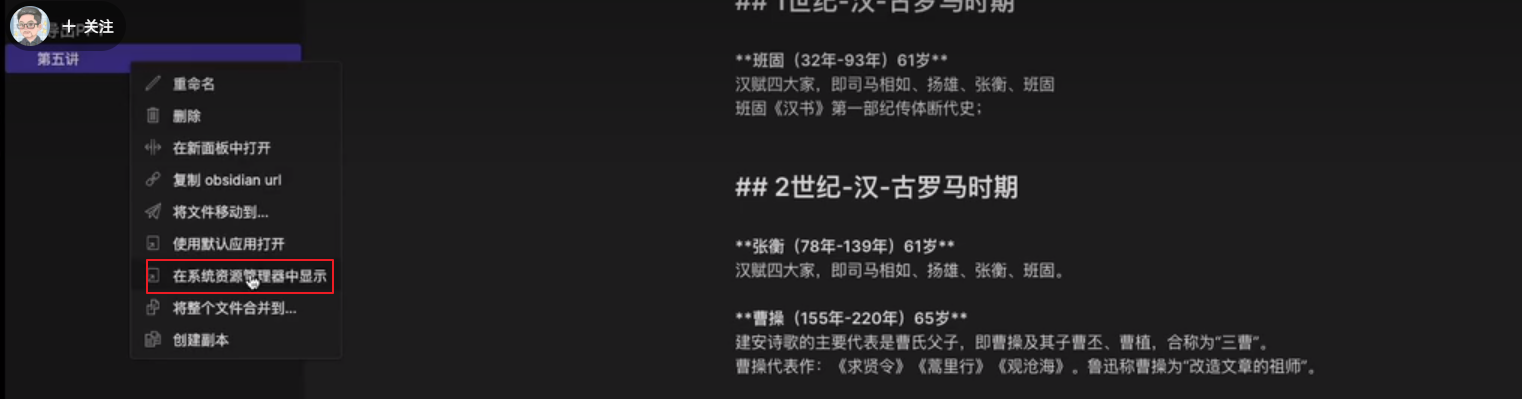 + 关注
第五讲
重命名
删除
在新面板中打开
复制 obsidian url
将文件移动到...
使用默认应用打开
在系统资源管理器中显示
将整个文件合并到...
创建副本
## 1世纪-汉-古罗马时期
**班固（32年-93年）61岁**
汉赋四大家，即司马相如、扬雄、张衡、班固
班固《汉书》第一部纪传体断代史；
## 2世纪-汉-古罗马时期
**张衡（78年-139年）61岁**
汉赋四大家，即司马相如、扬雄、张衡、班固。
**曹操（155年-220年）65岁**
建安诗歌的主要代表是曹氏父子，即曹操及其子曹丕、曹植，合称为“三曹”。
曹操代表作：《求贤令》《蒿里行》《观沧海》。鲁迅称曹操为“改造文章的祖师”。